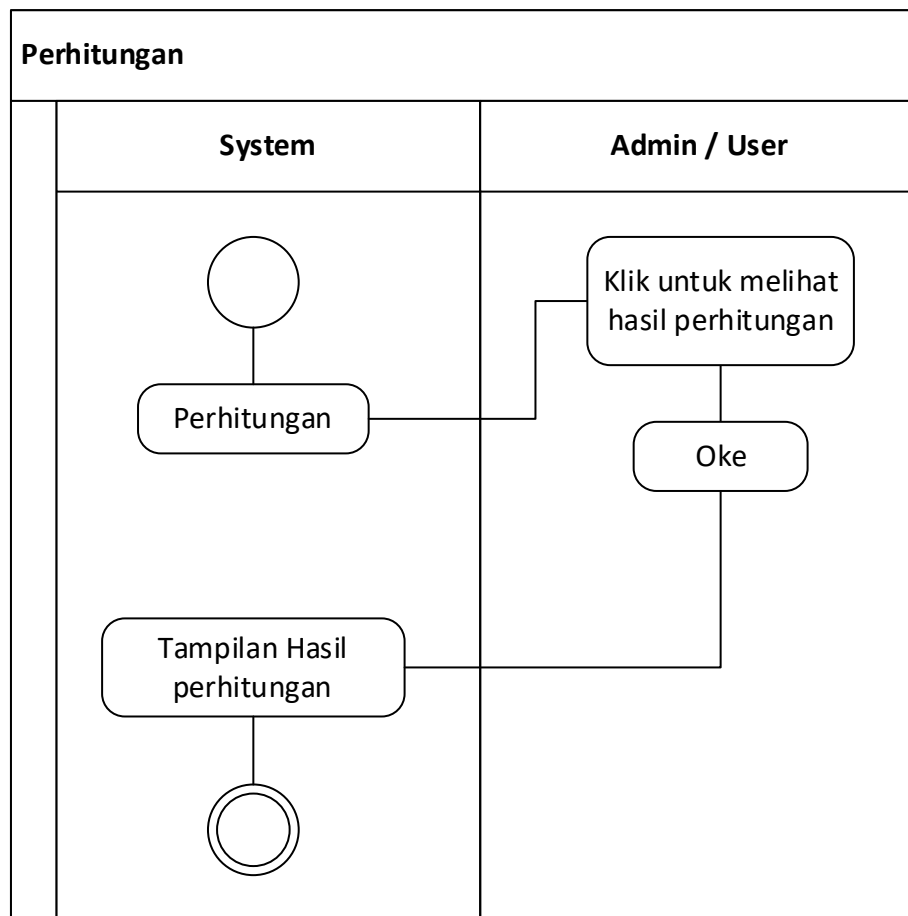 Perhitungan
System
Admin / User
Klik untuk melihat
hasil perhitungan
Perhitungan
Oke
Tampilan Hasil
perhitungan